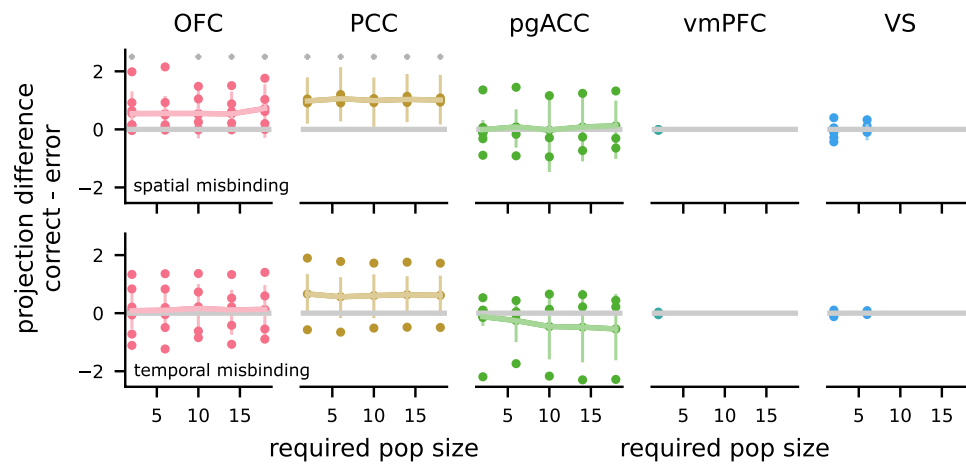 OFC PCC pgACC vmPFC VS
projection difference
correct - error
2
0
−2
spatial misbinding
2
0
−2
temporal misbinding
5 10 15 5 10 15 5 10 15 5 10 15 5 10 15
required pop size required pop size